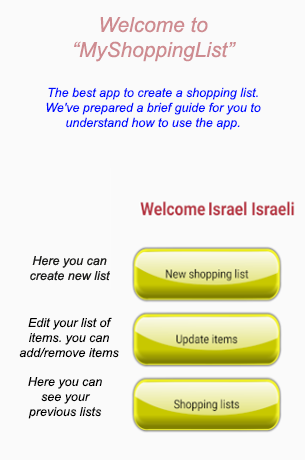 Welcome to
“MyShoppingList”
The best app to create a shopping list.
We've prepared a brief guide for you to
understand how to use the app.
Welcome Israel Israeli
Here you can
create new list
New shopping list
Edit your list of
items. you can
add/remove items
Update items
Here you can
see your
previous lists
Shopping lists